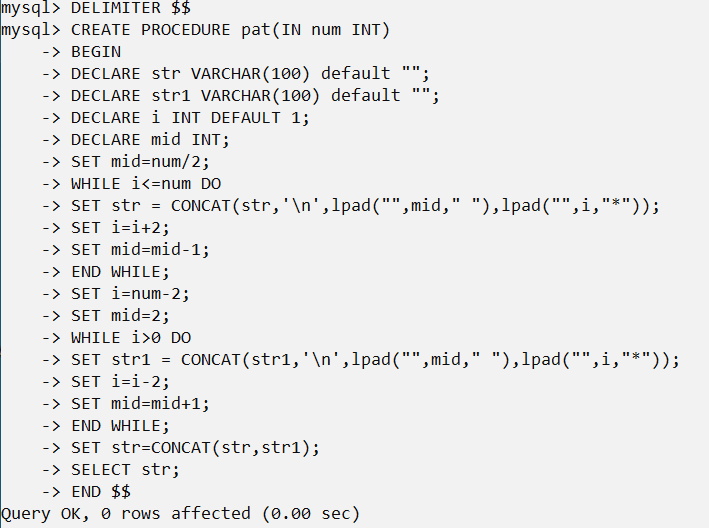 mysql> DELIMITER $$
mysql> CREATE PROCEDURE pat(IN num INT)
    -> BEGIN
    -> DECLARE str VARCHAR(100) default "";
    -> DECLARE str1 VARCHAR(100) default "";
    -> DECLARE i INT DEFAULT 1;
    -> DECLARE mid INT;
    -> SET mid=num/2;
    -> WHILE i<=num DO
    -> SET str = CONCAT(str,'\n',lpad("",mid," "),lpad("",i,"*"));
    -> SET i=i+2;
    -> SET mid=mid-1;
    -> END WHILE;
    -> SET i=num-2;
    -> SET mid=2;
    -> WHILE i>0 DO
    -> SET str1 = CONCAT(str1,'\n',lpad("",mid," "),lpad("",i,"*"));
    -> SET i=i-2;
    -> SET mid=mid+1;
    -> END WHILE;
    -> SET str=CONCAT(str,str1);
    -> SELECT str;
    -> END $$
Query OK, 0 rows affected (0.00 sec)